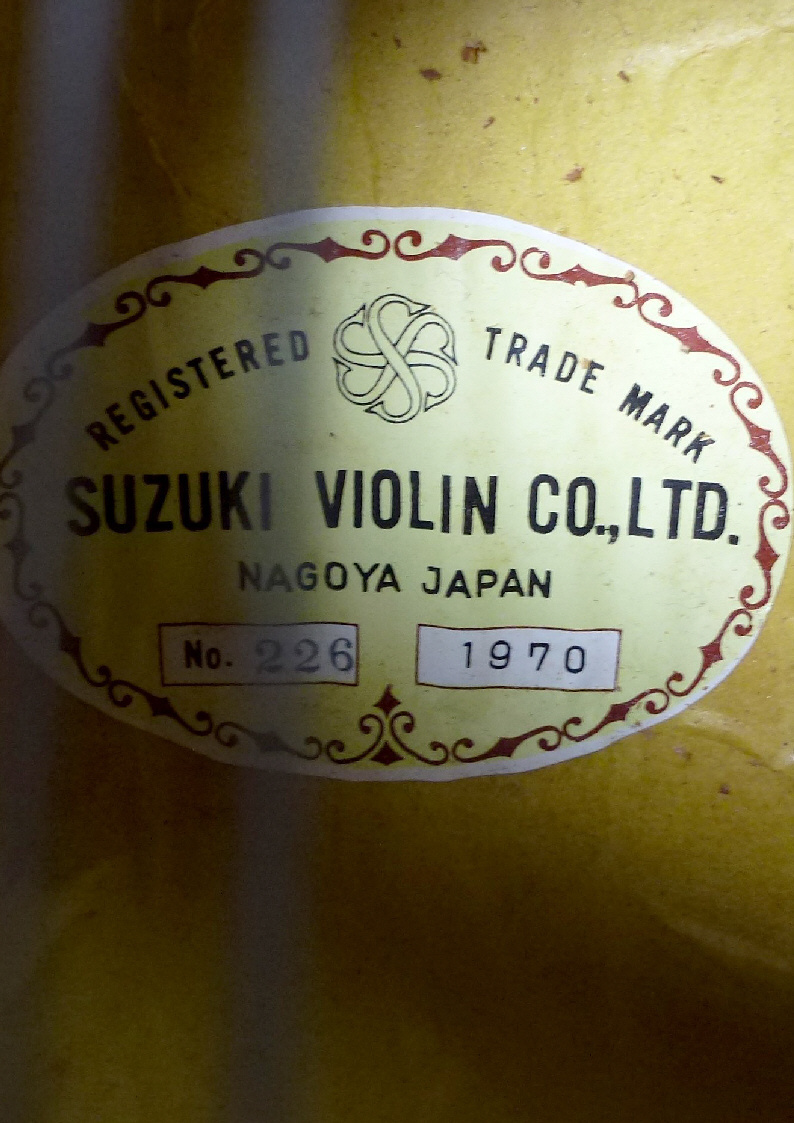 REGISTERED TRADE MARK
SUZUKI VIOLIN CO.,LTD.
NAGOYA JAPAN
No. 226 1970